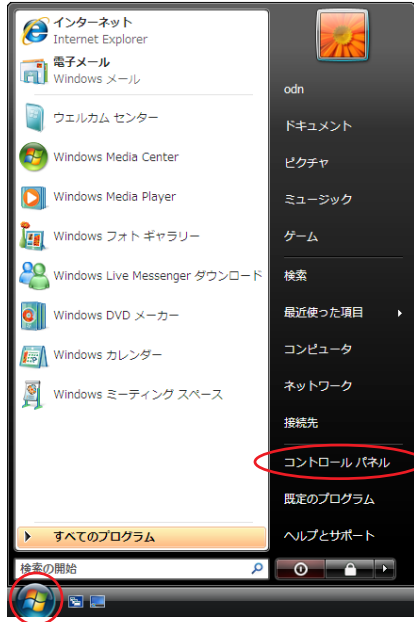 インターネット
Internet Explorer
電子メール
Windows メール
ウェルカム センター
Windows Media Center
Windows Media Player
Windows フォト ギャラリー
Windows Live Messenger ダウンロード
Windows DVD メーカー
Windows カレンダー
Windows ミーティング スペース
すべてのプログラム
検索の開始
odn
ドキュメント
ピクチャ
ミュージック
ゲーム
検索
最近使った項目
コンピュータ
ネットワーク
接続先
コントロール パネル
既定のプログラム
ヘルプとサポート